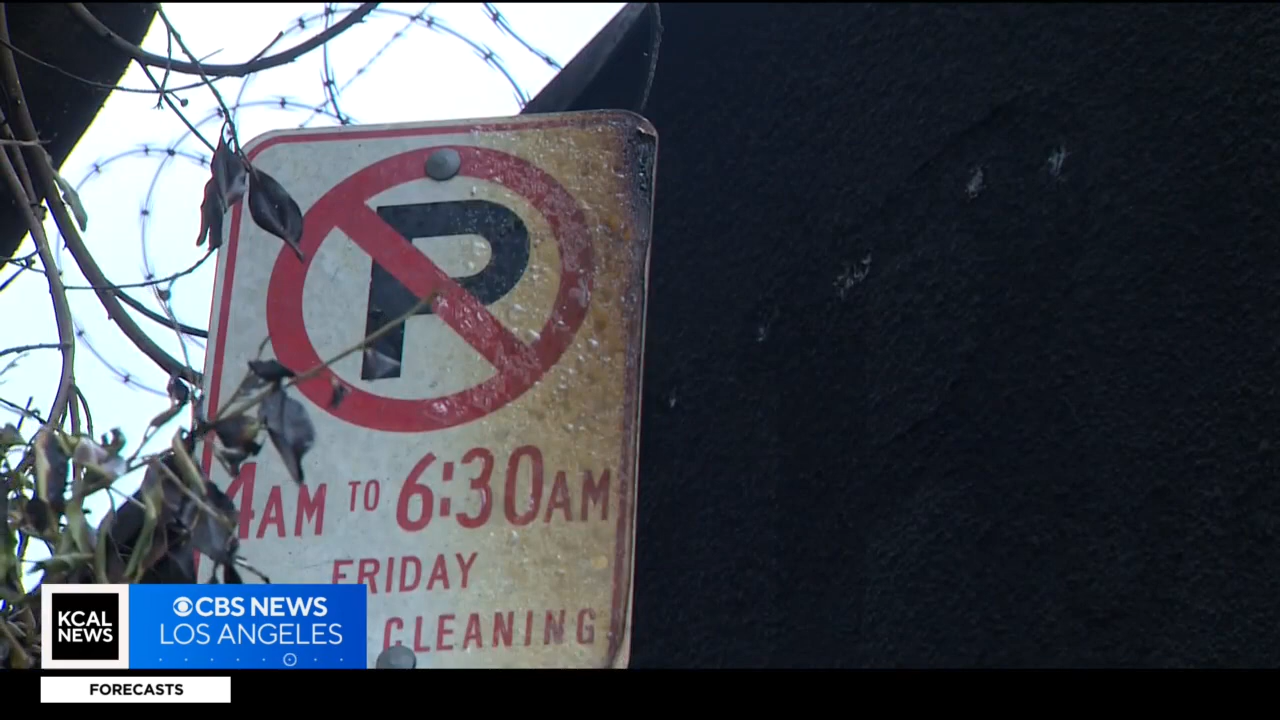 P
4AM TO 6:30AM
FRIDAY
CLEANING
KCAL
NEWS
CBS NEWS
LOS ANGELES
FORECASTS